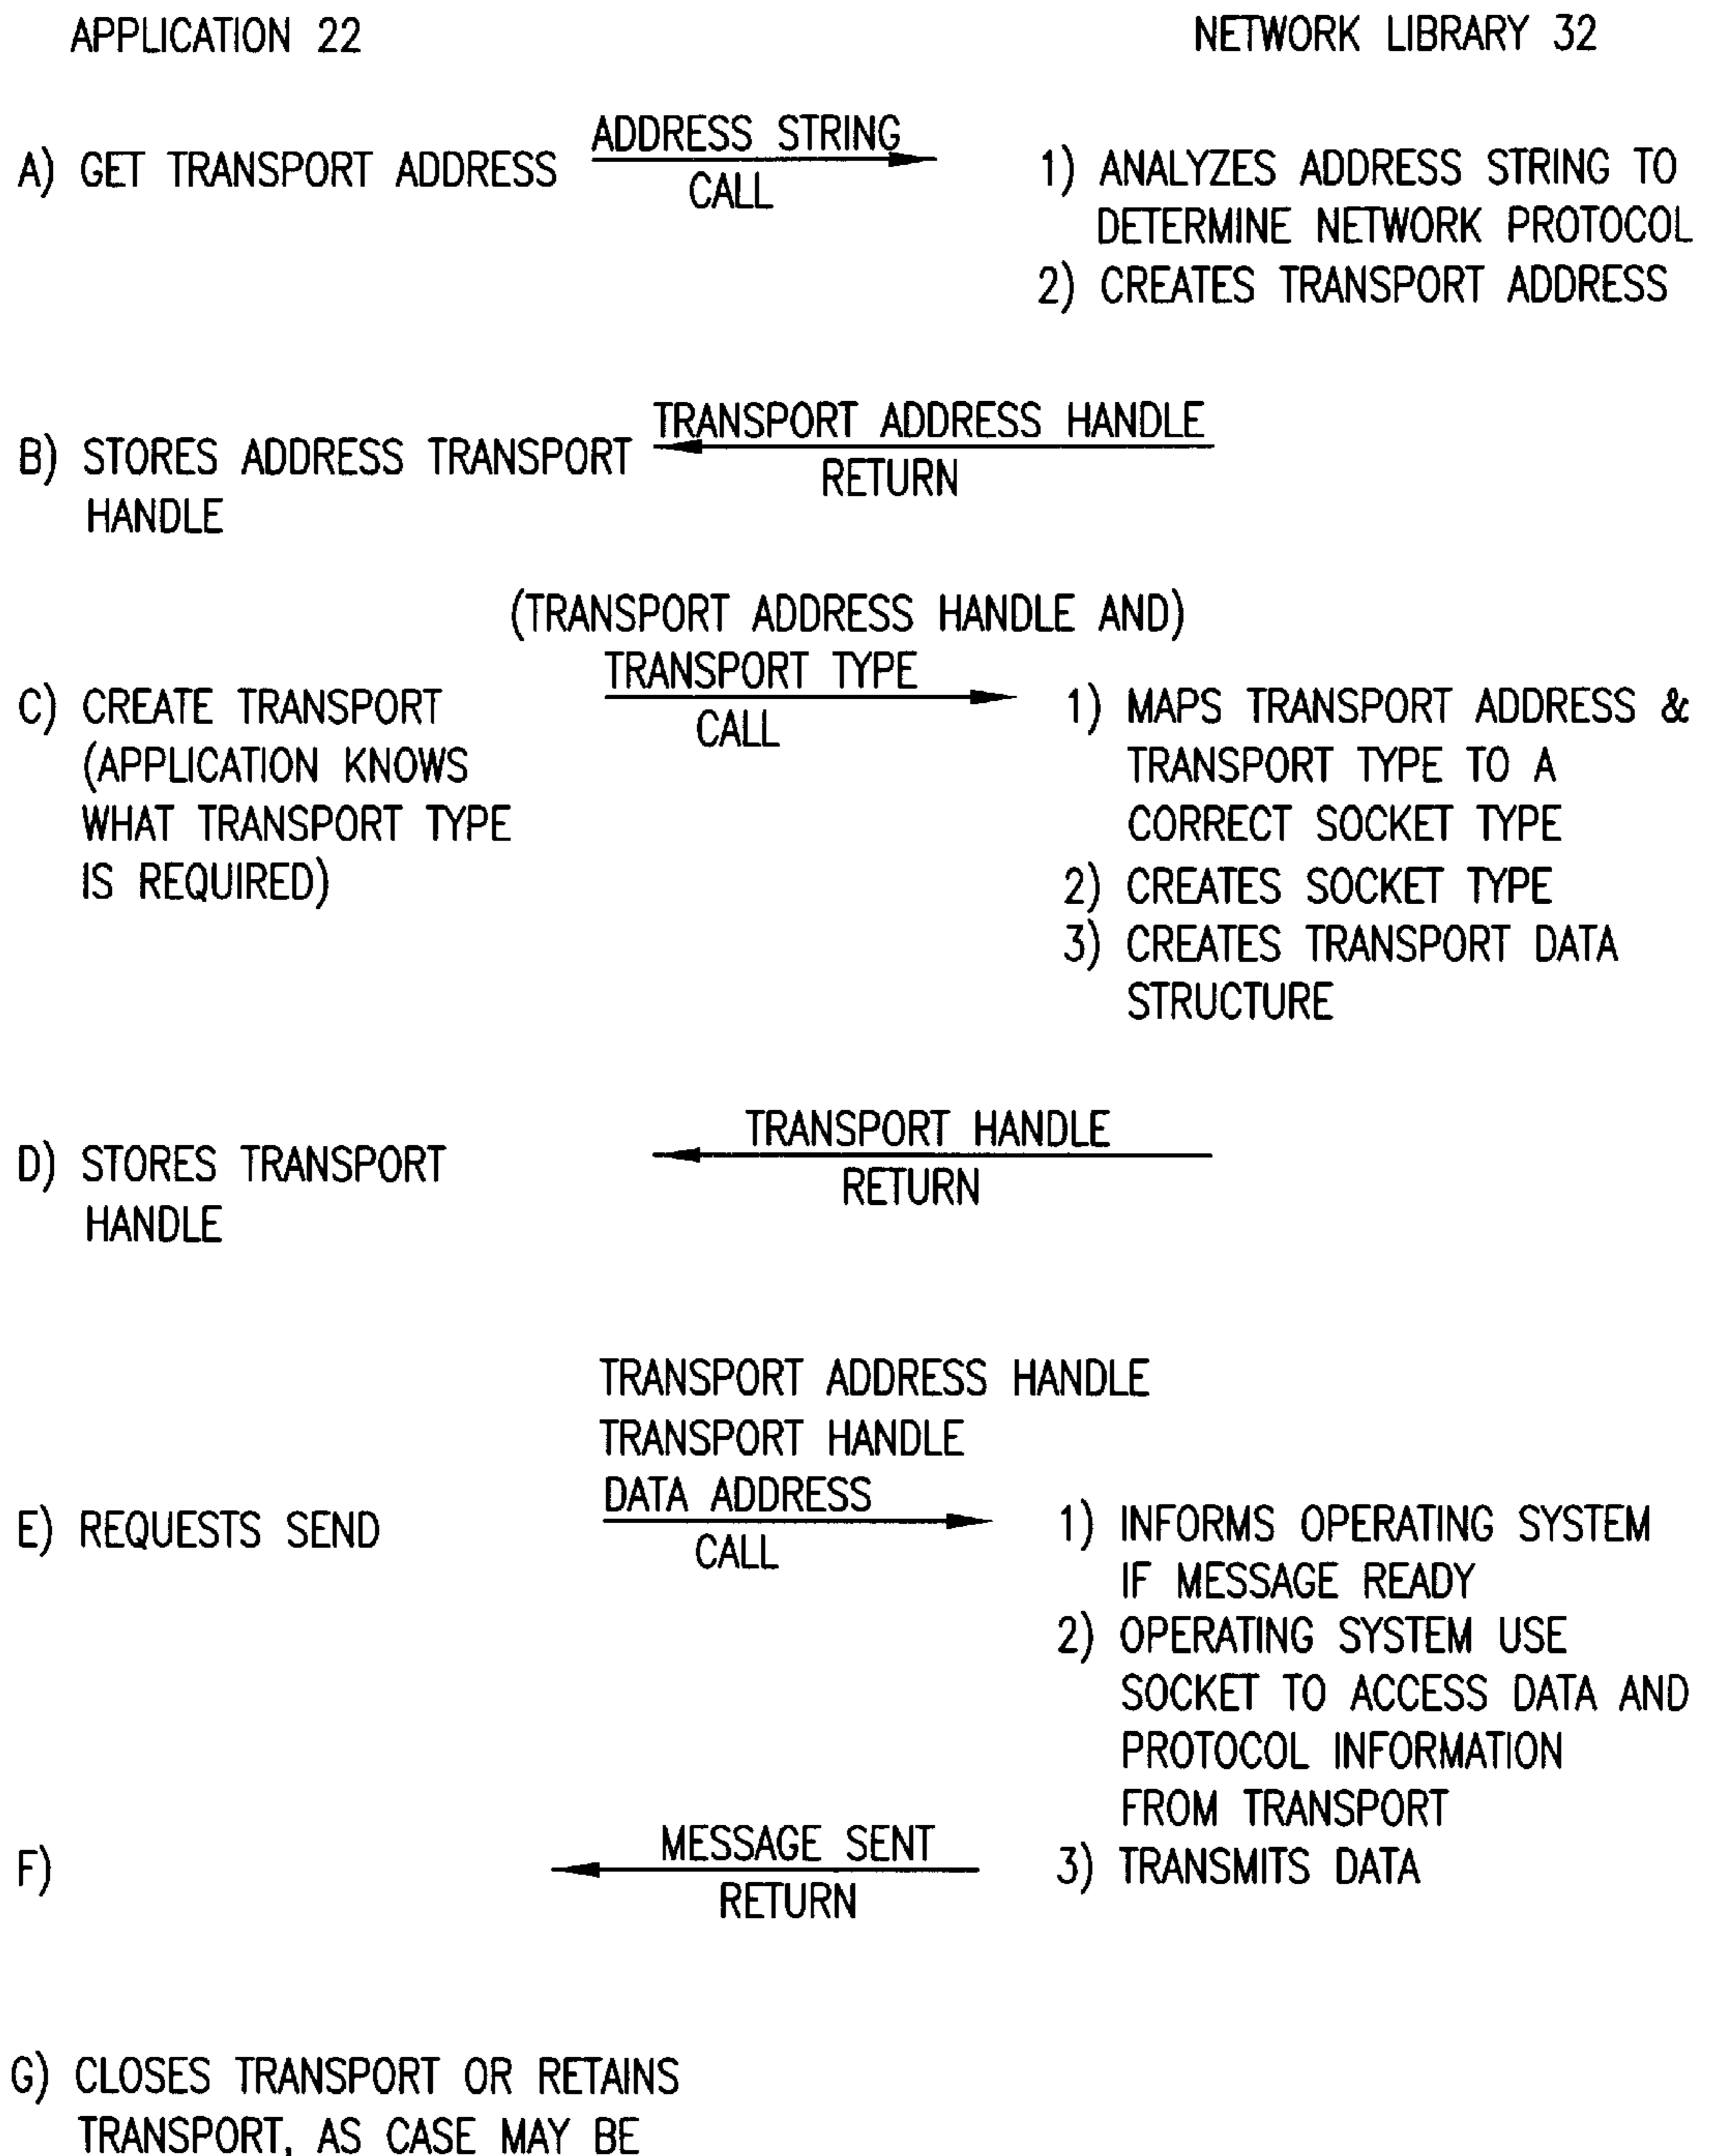 APPLICATION 22
NETWORK LIBRARY 32
A) GET TRANSPORT ADDRESS
ADDRESS STRING
CALL
1) ANALYZES ADDRESS STRING TO
DETERMINE NETWORK PROTOCOL
2) CREATES TRANSPORT ADDRESS
B) STORES ADDRESS TRANSPORT
HANDLE
TRANSPORT ADDRESS HANDLE
RETURN
(TRANSPORT ADDRESS HANDLE AND)
TRANSPORT TYPE
CALL
C) CREATE TRANSPORT
(APPLICATION KNOWS
WHAT TRANSPORT TYPE
IS REQUIRED)
1) MAPS TRANSPORT ADDRESS &
TRANSPORT TYPE TO A
CORRECT SOCKET TYPE
2) CREATES SOCKET TYPE
3) CREATES TRANSPORT DATA
STRUCTURE
D) STORES TRANSPORT
HANDLE
TRANSPORT HANDLE
RETURN
TRANSPORT ADDRESS HANDLE
TRANSPORT HANDLE
DATA ADDRESS
CALL
E) REQUESTS SEND
1) INFORMS OPERATING SYSTEM
IF MESSAGE READY
2) OPERATING SYSTEM USE
SOCKET TO ACCESS DATA AND
PROTOCOL INFORMATION
FROM TRANSPORT
3) TRANSMITS DATA
F)
MESSAGE SENT
RETURN
G) CLOSES TRANSPORT OR RETAINS
TRANSPORT, AS CASE MAY BE